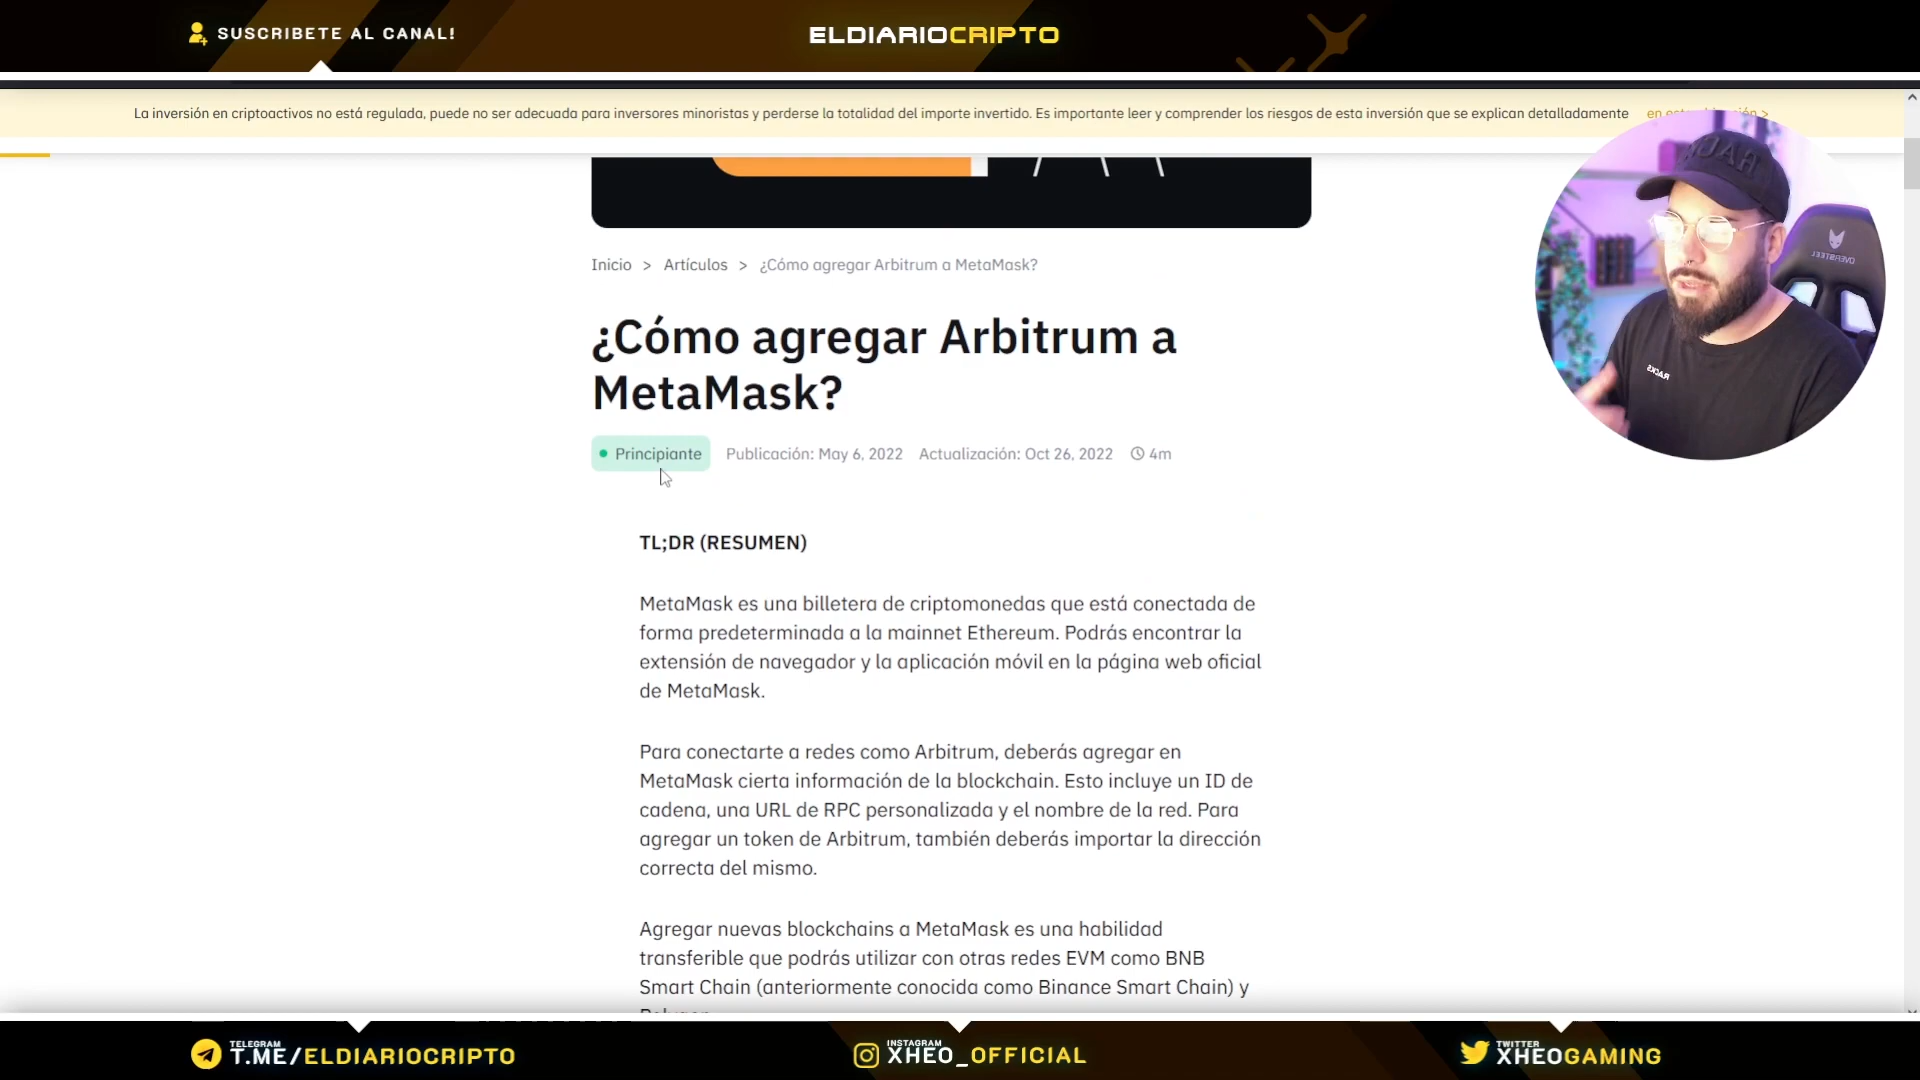 SUSCRIBETE AL CANAL!
ELDIARIOCRIPTO
La inversión en criptoactivos no está regulada, puede no ser adecuada para inversores minoristas y perderse la totalidad del importe invertido. Es importante leer y comprender los riesgos de esta inversión que se explican detalladamente
Inicio > Artículos > ¿Cómo agregar Arbitrum a MetaMask?
¿Cómo agregar Arbitrum a
MetaMask?
Principiante Publicación: May 6, 2022 Actualización: Oct 26, 2022 4m
TL;DR (RESUMEN)
MetaMask es una billetera de criptomonedas que está conectada de
forma predeterminada a la mainnet Ethereum. Podrás encontrar la
extensión de navegador y la aplicación móvil en la página web oficial
de MetaMask.
Para conectarte a redes como Arbitrum, deberás agregar en
MetaMask cierta información de la blockchain. Esto incluye un ID de
cadena, una URL de RPC personalizada y el nombre de la red. Para
agregar un token de Arbitrum, también deberás importar la dirección
correcta del mismo.
Agregar nuevas blockchains a MetaMask es una habilidad
transferible que podrás utilizar con otras redes EVM como BNB
Smart Chain (anteriormente conocida como Binance Smart Chain) y
TELEGRAM
T.ME/ELDIARIOCRIPTO
INSTAGRAM
XHEO_OFFICIAL
TWITTER
XHEOGAMING